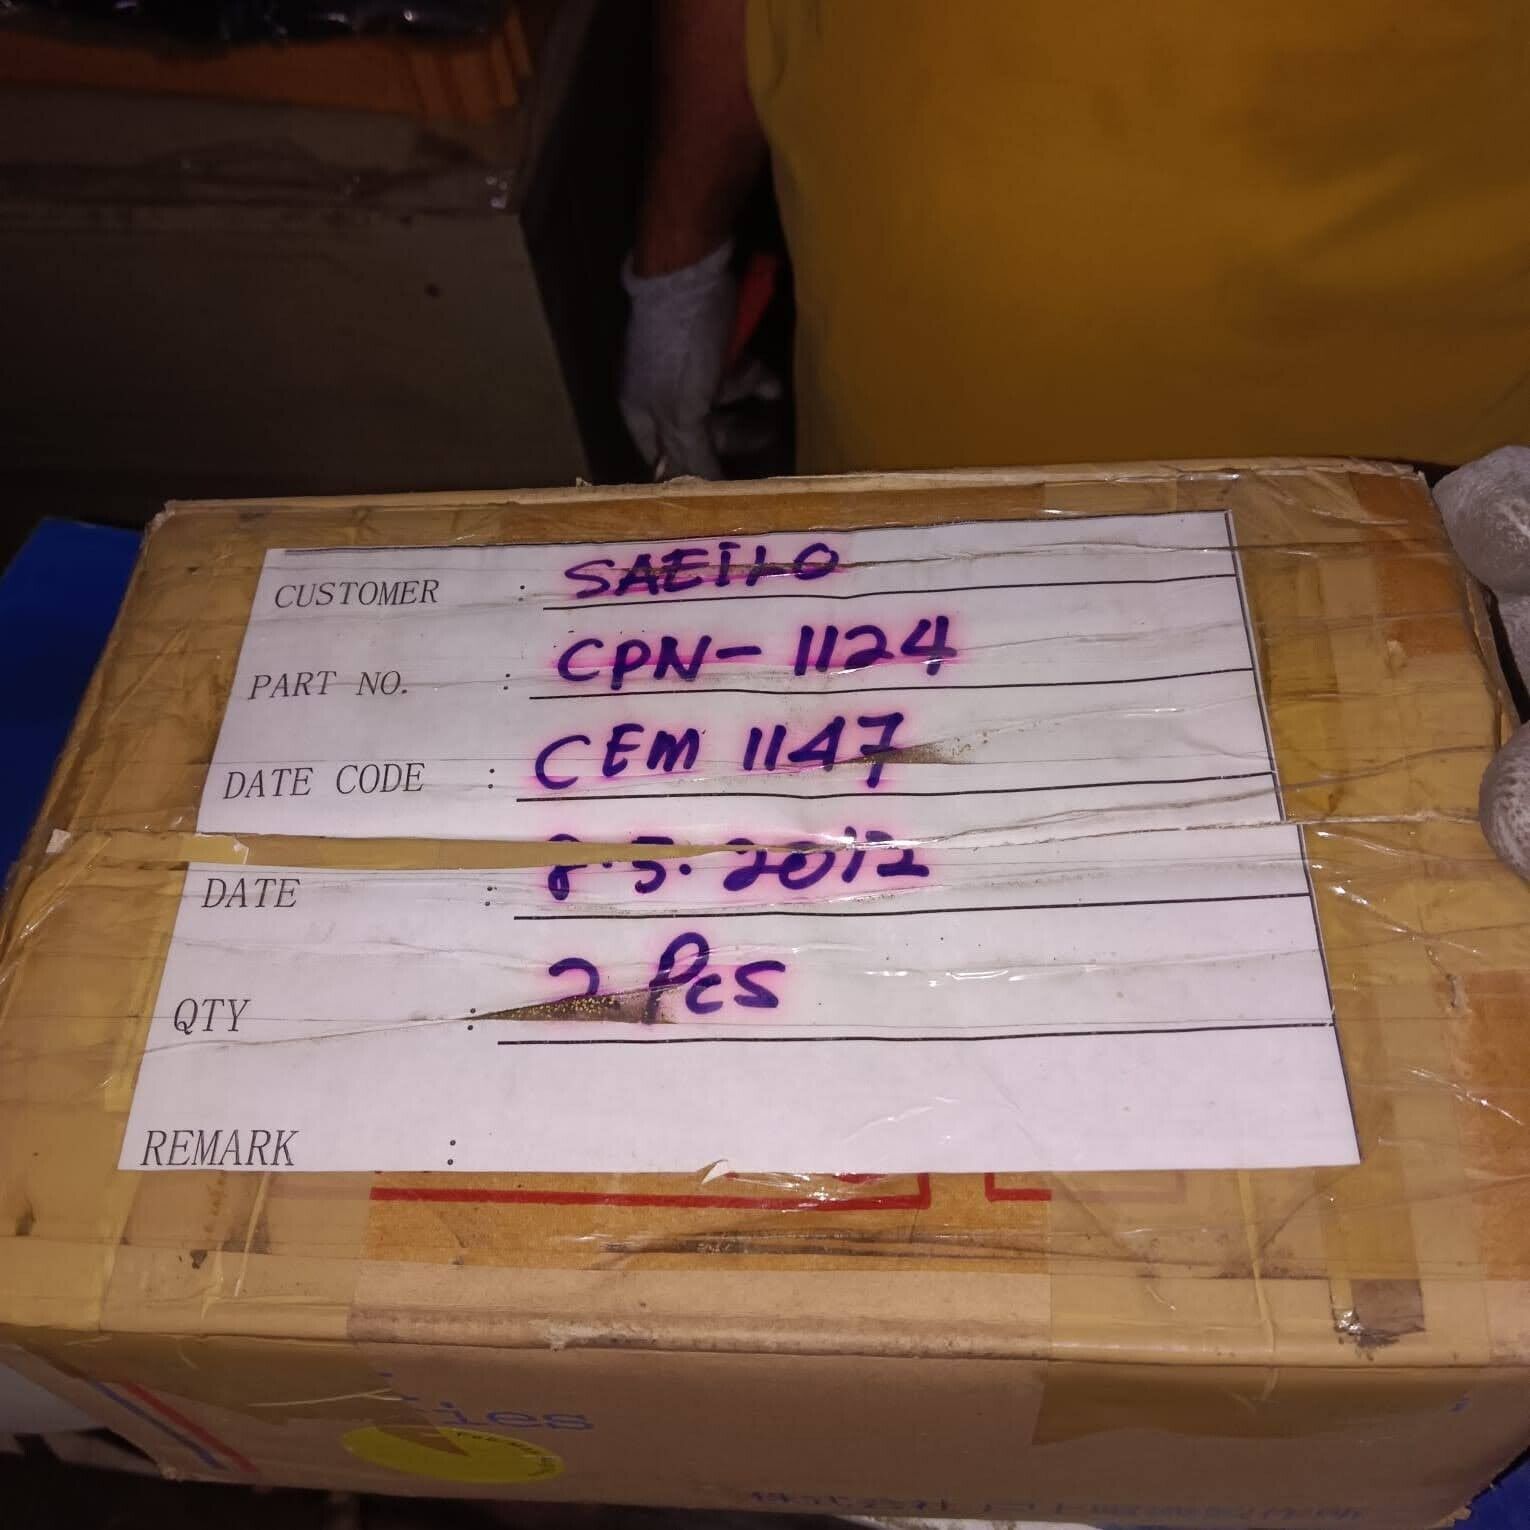 CUSTOMER : SAEILO
PART NO. : CPN-1124
DATE CODE : CEM 1147
DATE : 8.5.2012
QTY : 2 Pcs
REMARK :